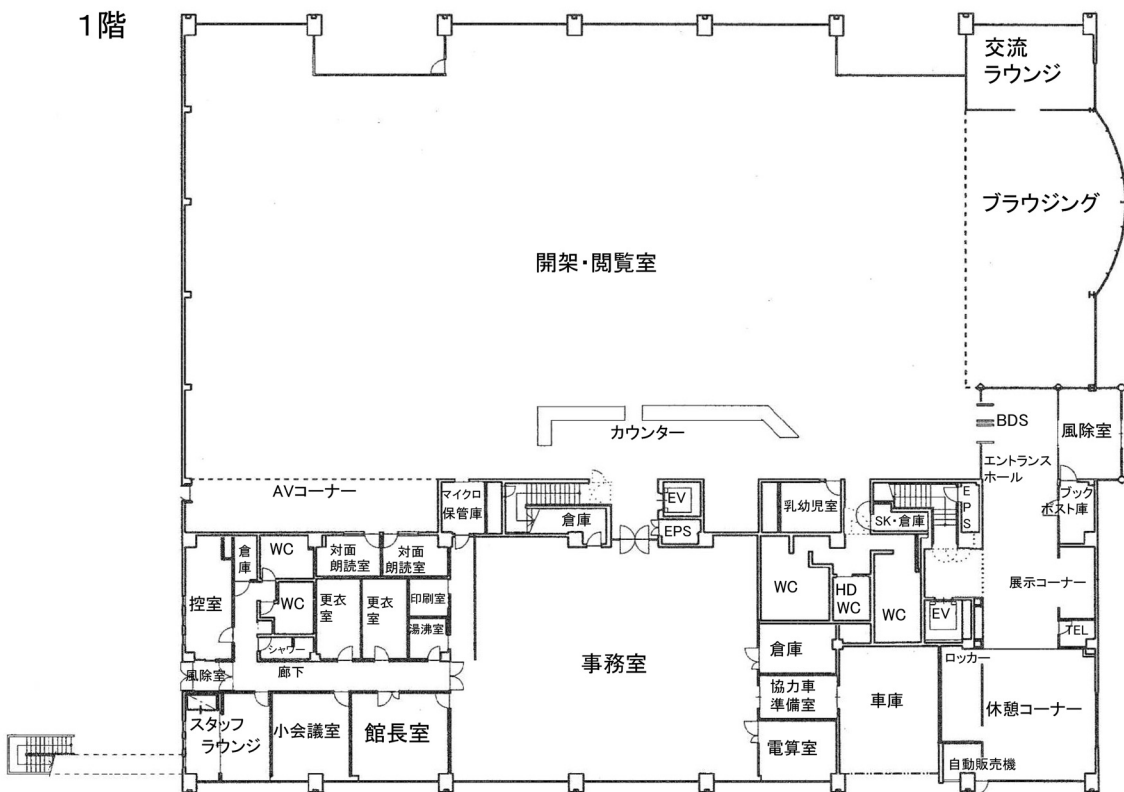 1階
交流
ラウンジ
ブラウジング
開架・閲覧室
カウンター
BDS
風除室
エントランス
ホール
AVコーナー
マイクロ
保管庫
倉庫
EV
EPS
乳幼児室
SK・倉庫
E
P
S
ブック
ポスト庫
倉
庫
WC
対面
朗読室
対面
朗読室
控室
WC
更衣
室
更衣
室
印刷室
湯沸室
シャワー
WC
HD
WC
WC
EV
展示コーナー
TEL
風除室
廊下
事務室
倉庫
協力車
準備室
車庫
ロッカー
休憩コーナー
スタッフ
ラウンジ
小会議室
館長室
電算室
自動販売機